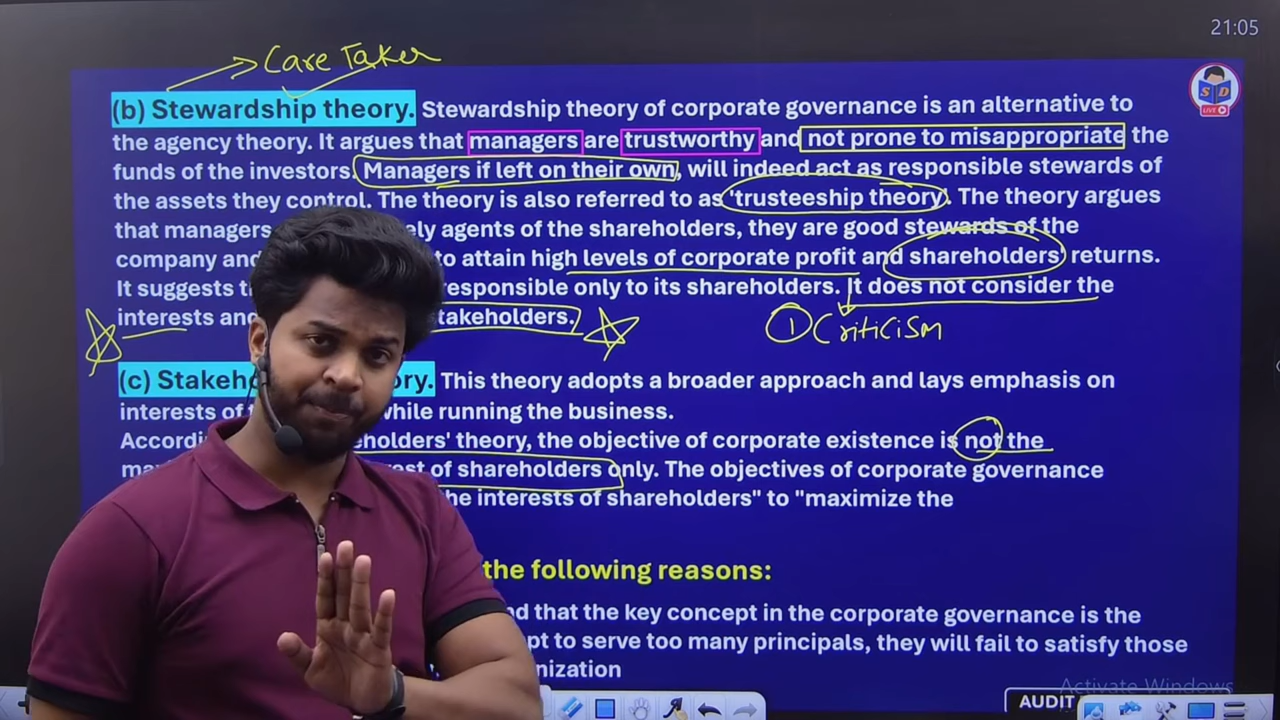 21:05
Care Taker
S D
LIVE
(b) Stewardship theory. Stewardship theory of corporate governance is an alternative to
the agency theory. It argues that managers are trustworthy and not prone to misappropriate the
funds of the investors. Managers if left on their own, will indeed act as responsible stewards of
the assets they control. The theory is also referred to as 'trusteeship theory'. The theory argues
that managers ely agents of the shareholders, they are good stewards of the
company and to attain high levels of corporate profit and shareholders returns.
It suggests responsible only to its shareholders. It does not consider the
interests and takeholders.
① Criticism
(c) Stakeho ory. This theory adopts a broader approach and lays emphasis on
interests of while running the business.
Accordi eholders' theory, the objective of corporate existence is not the
rest of shareholders only. The objectives of corporate governance
he interests of shareholders" to "maximize the
the following reasons:
nd that the key concept in the corporate governance is the
pt to serve too many principals, they will fail to satisfy those
nization
Activate Windows
AUDIT